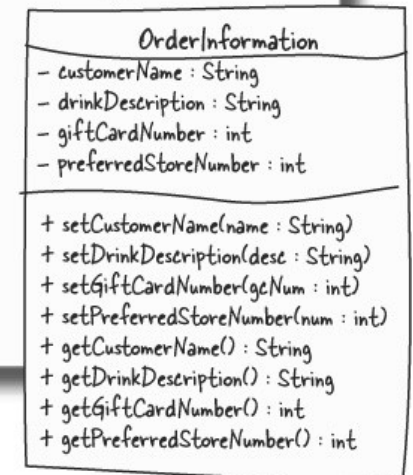 OrderInformation
- customerName : String
- drinkDescription : String
- giftCardNumber : int
- preferredStoreNumber : int
+ setCustomerName(name : String)
+ setDrinkDescription(desc : String)
+ setGiftCardNumber(gcNum : int)
+ setPreferredStoreNumber(num : int)
+ getCustomerName() : String
+ getDrinkDescription() : String
+ getGiftCardNumber() : int
+ getPreferredStoreNumber() : int